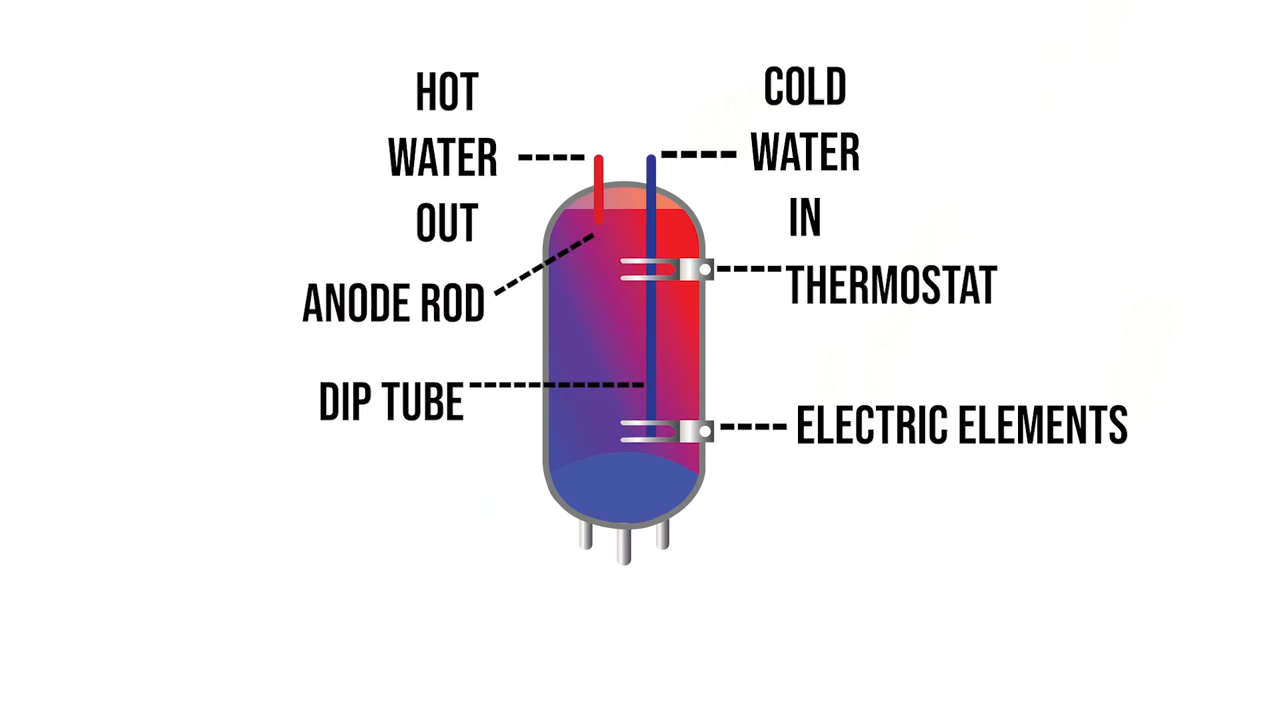 HOT
WATER
OUT
COLD
WATER
IN
ANODE ROD
THERMOSTAT
DIP TUBE
ELECTRIC ELEMENTS